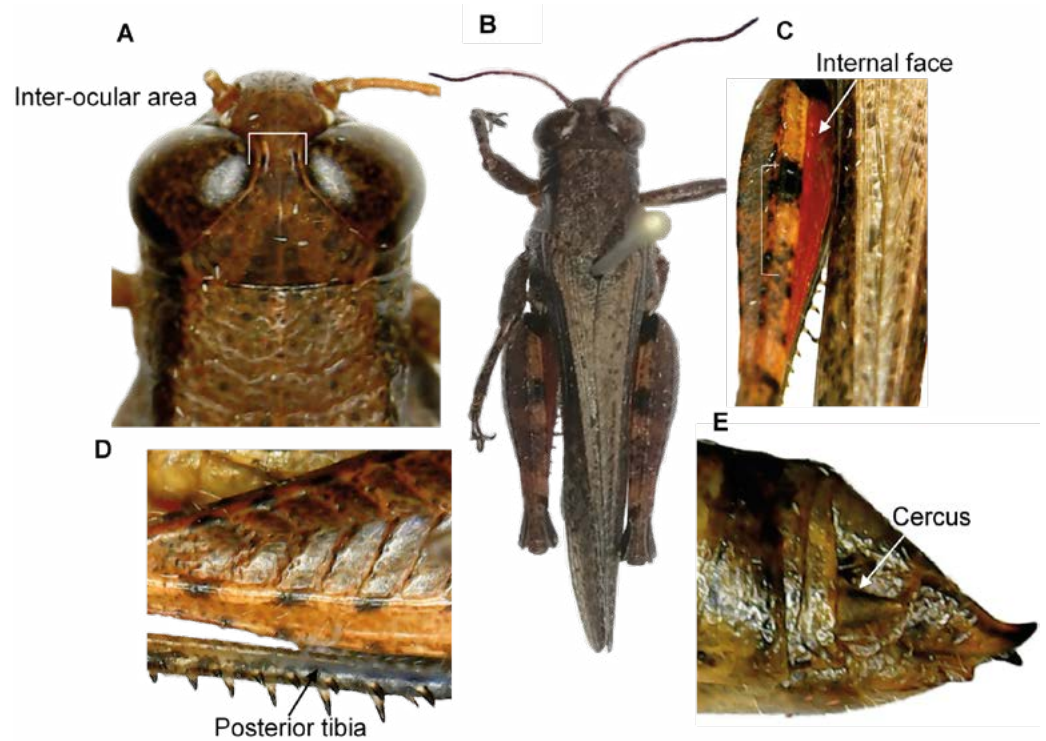 A
B
C
Internal face
Inter-ocular area
D
E
Cercus
Posterior tibia